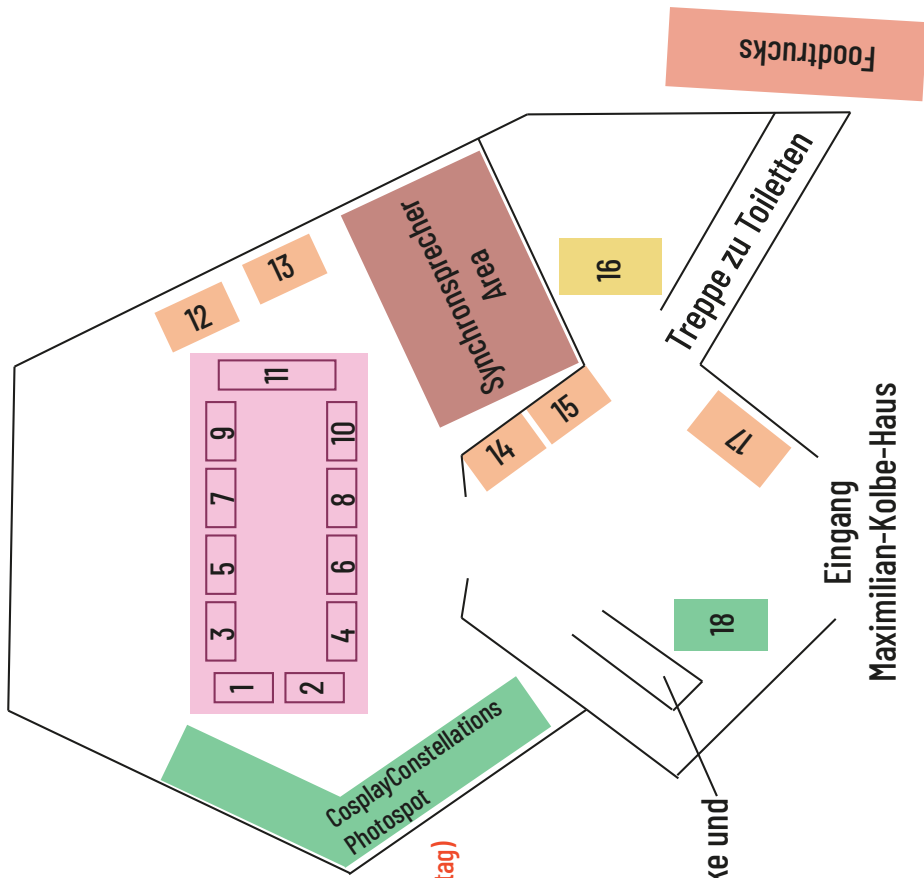 Foodtrucks
Treppe zu Toiletten
Synchronsprecher
Area
12
13
11
9
10
7
8
5
6
3
4
1
2
14
15
16
17
18
Eingang
Maximilian-Kolbe-Haus
CosplayConstellations
Photospot
tag)
ke und